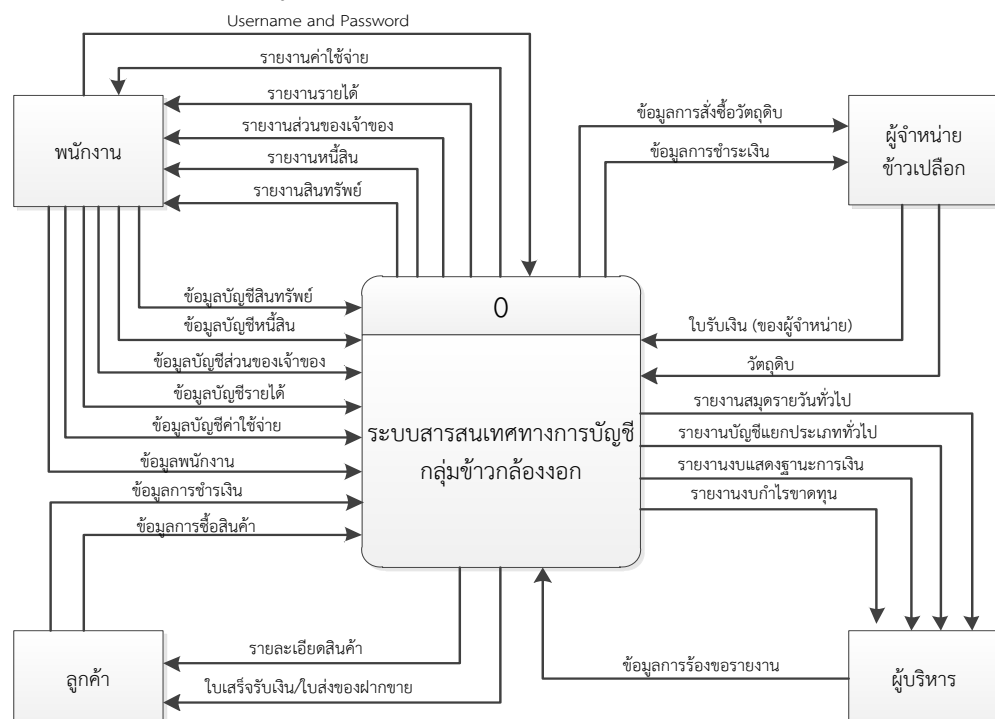 Username and Password
รายงานค่าใช้จ่าย
รายงานรายได้
รายงานส่วนของเจ้าของ
รายงานหนี้สิน
รายงานสินทรัพย์
พนักงาน
ข้อมูลการสั่งซื้อวัตถุดิบ
ข้อมูลการชำระเงิน
ผู้จำหน่าย
ข้าวเปลือก
ข้อมูลบัญชีสินทรัพย์
ข้อมูลบัญชีหนี้สิน
ข้อมูลบัญชีส่วนของเจ้าของ
ข้อมูลบัญชีรายได้
ข้อมูลบัญชีค่าใช้จ่าย
ข้อมูลพนักงาน
ข้อมูลการชำรเงิน
ข้อมูลการซื้อสินค้า
0
ระบบสารสนเทศทางการบัญชี
กลุ่มข้าวกล้องงอก
ใบรับเงิน (ของผู้จำหน่าย)
วัตถุดิบ
รายงานสมุดรายวันทั่วไป
รายงานบัญชีแยกประเภททั่วไป
รายงานงบแสดงฐานะการเงิน
รายงานงบกำไรขาดทุน
ลูกค้า
รายละเอียดสินค้า
ใบเสร็จรับเงิน/ใบส่งของฝากขาย
ข้อมูลการร้องขอรายงาน
ผู้บริหาร